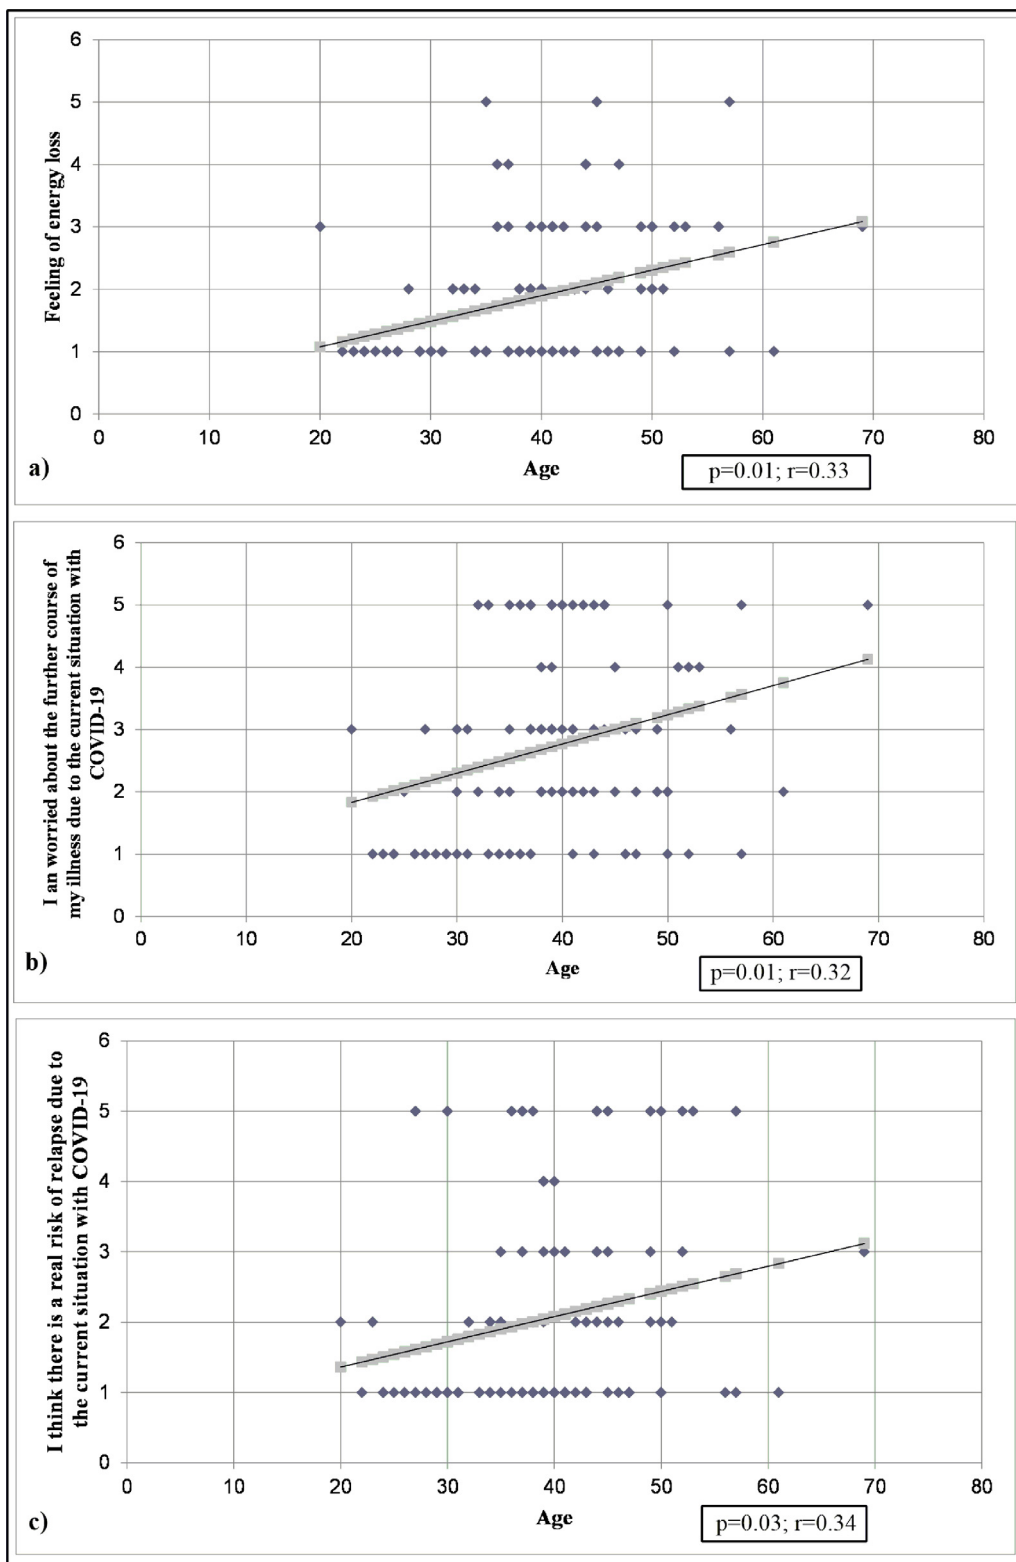 6
5
4
3
2
1
0
Feeling of energy loss
0 10 20 30 40 50 60 70 80
Age
a)
p=0.01; r=0.33
6
5
4
3
2
1
0
I an worried about the further course of
my illness due to the current situation with
COVID-19
0 10 20 30 40 50 60 70 80
Age
b)
p=0.01; r=0.32
6
5
4
3
2
1
0
I think there is a real risk of relapse due to
the current situation with COVID-19
0 10 20 30 40 50 60 70 80
Age
c)
p=0.03; r=0.34